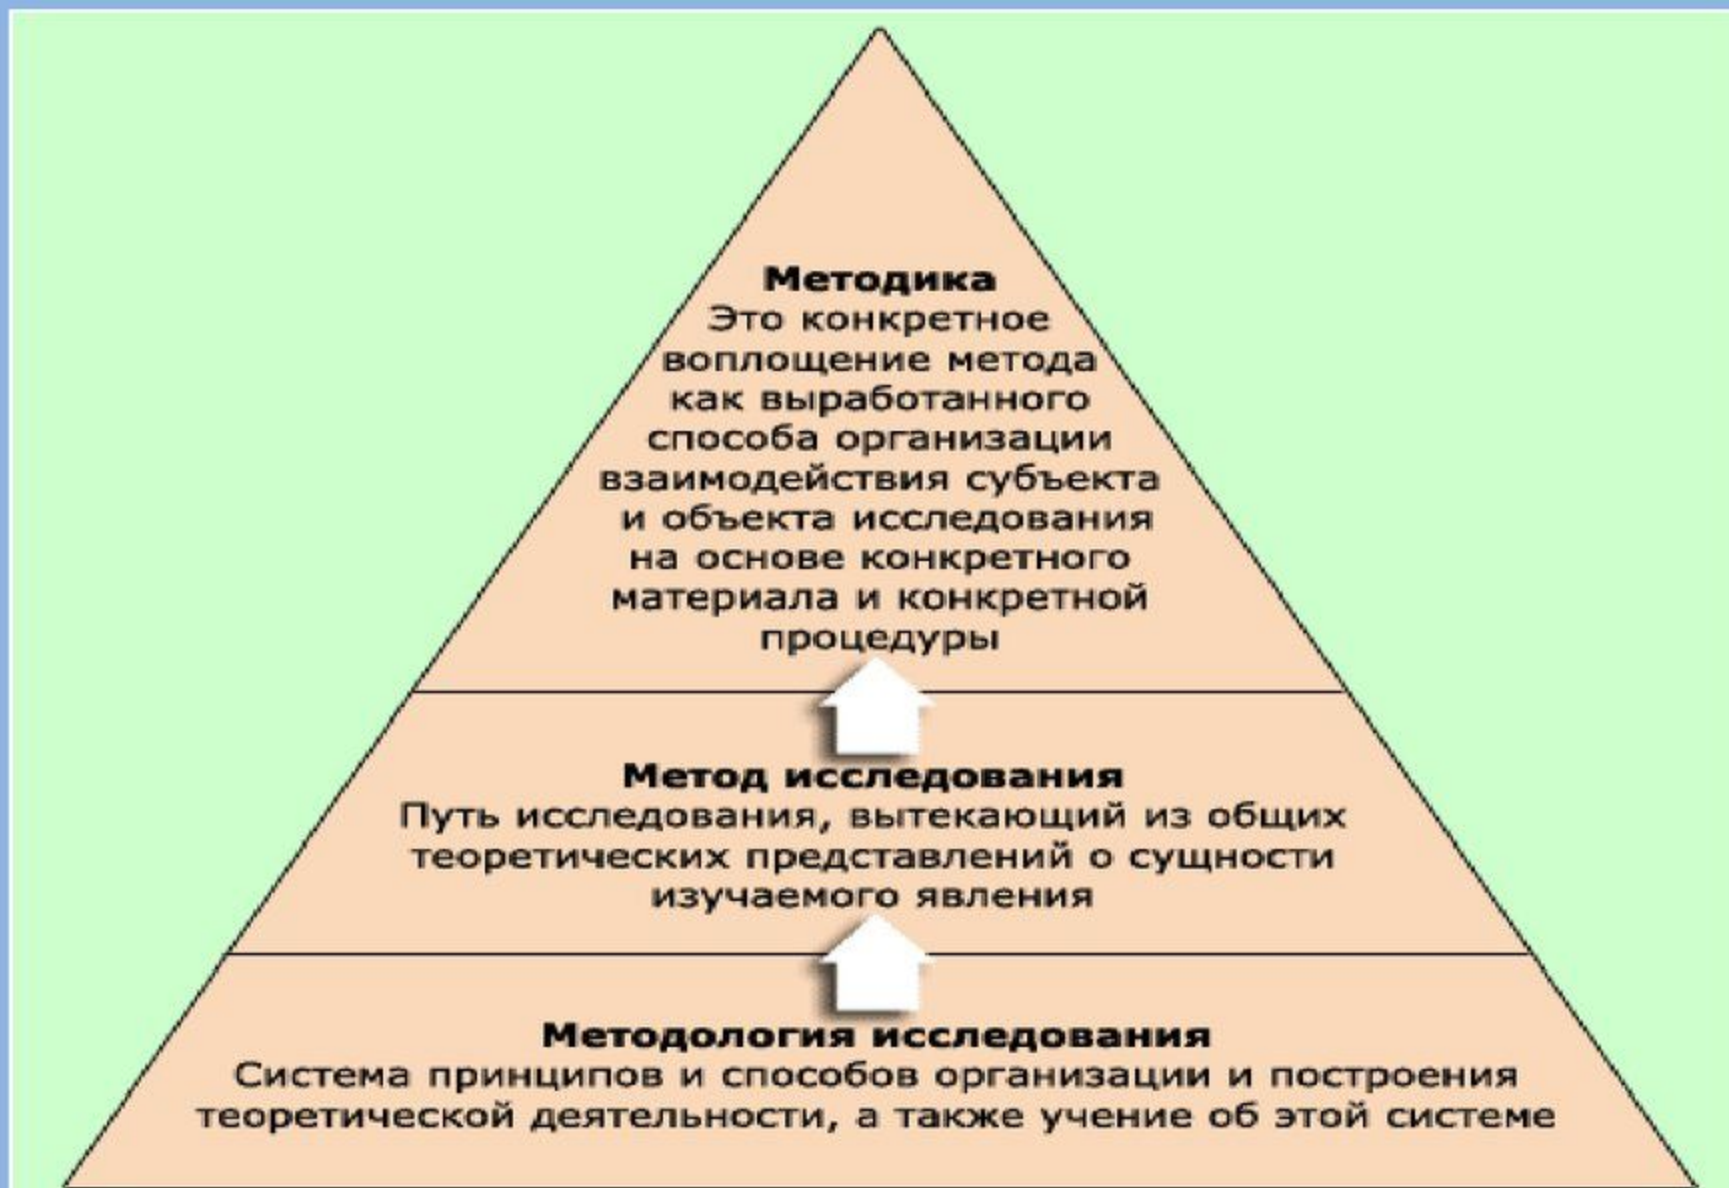 Методика
Это конкретное
воплощение метода
как выработанного
способа организации
взаимодействия субъекта
и объекта исследования
на основе конкретного
материала и конкретной
процедуры
Метод исследования
Путь исследования, вытекающий из общих
теоретических представлений о сущности
изучаемого явления
Методология исследования
Система принципов и способов организации и построения
теоретической деятельности, а также учение об этой системе